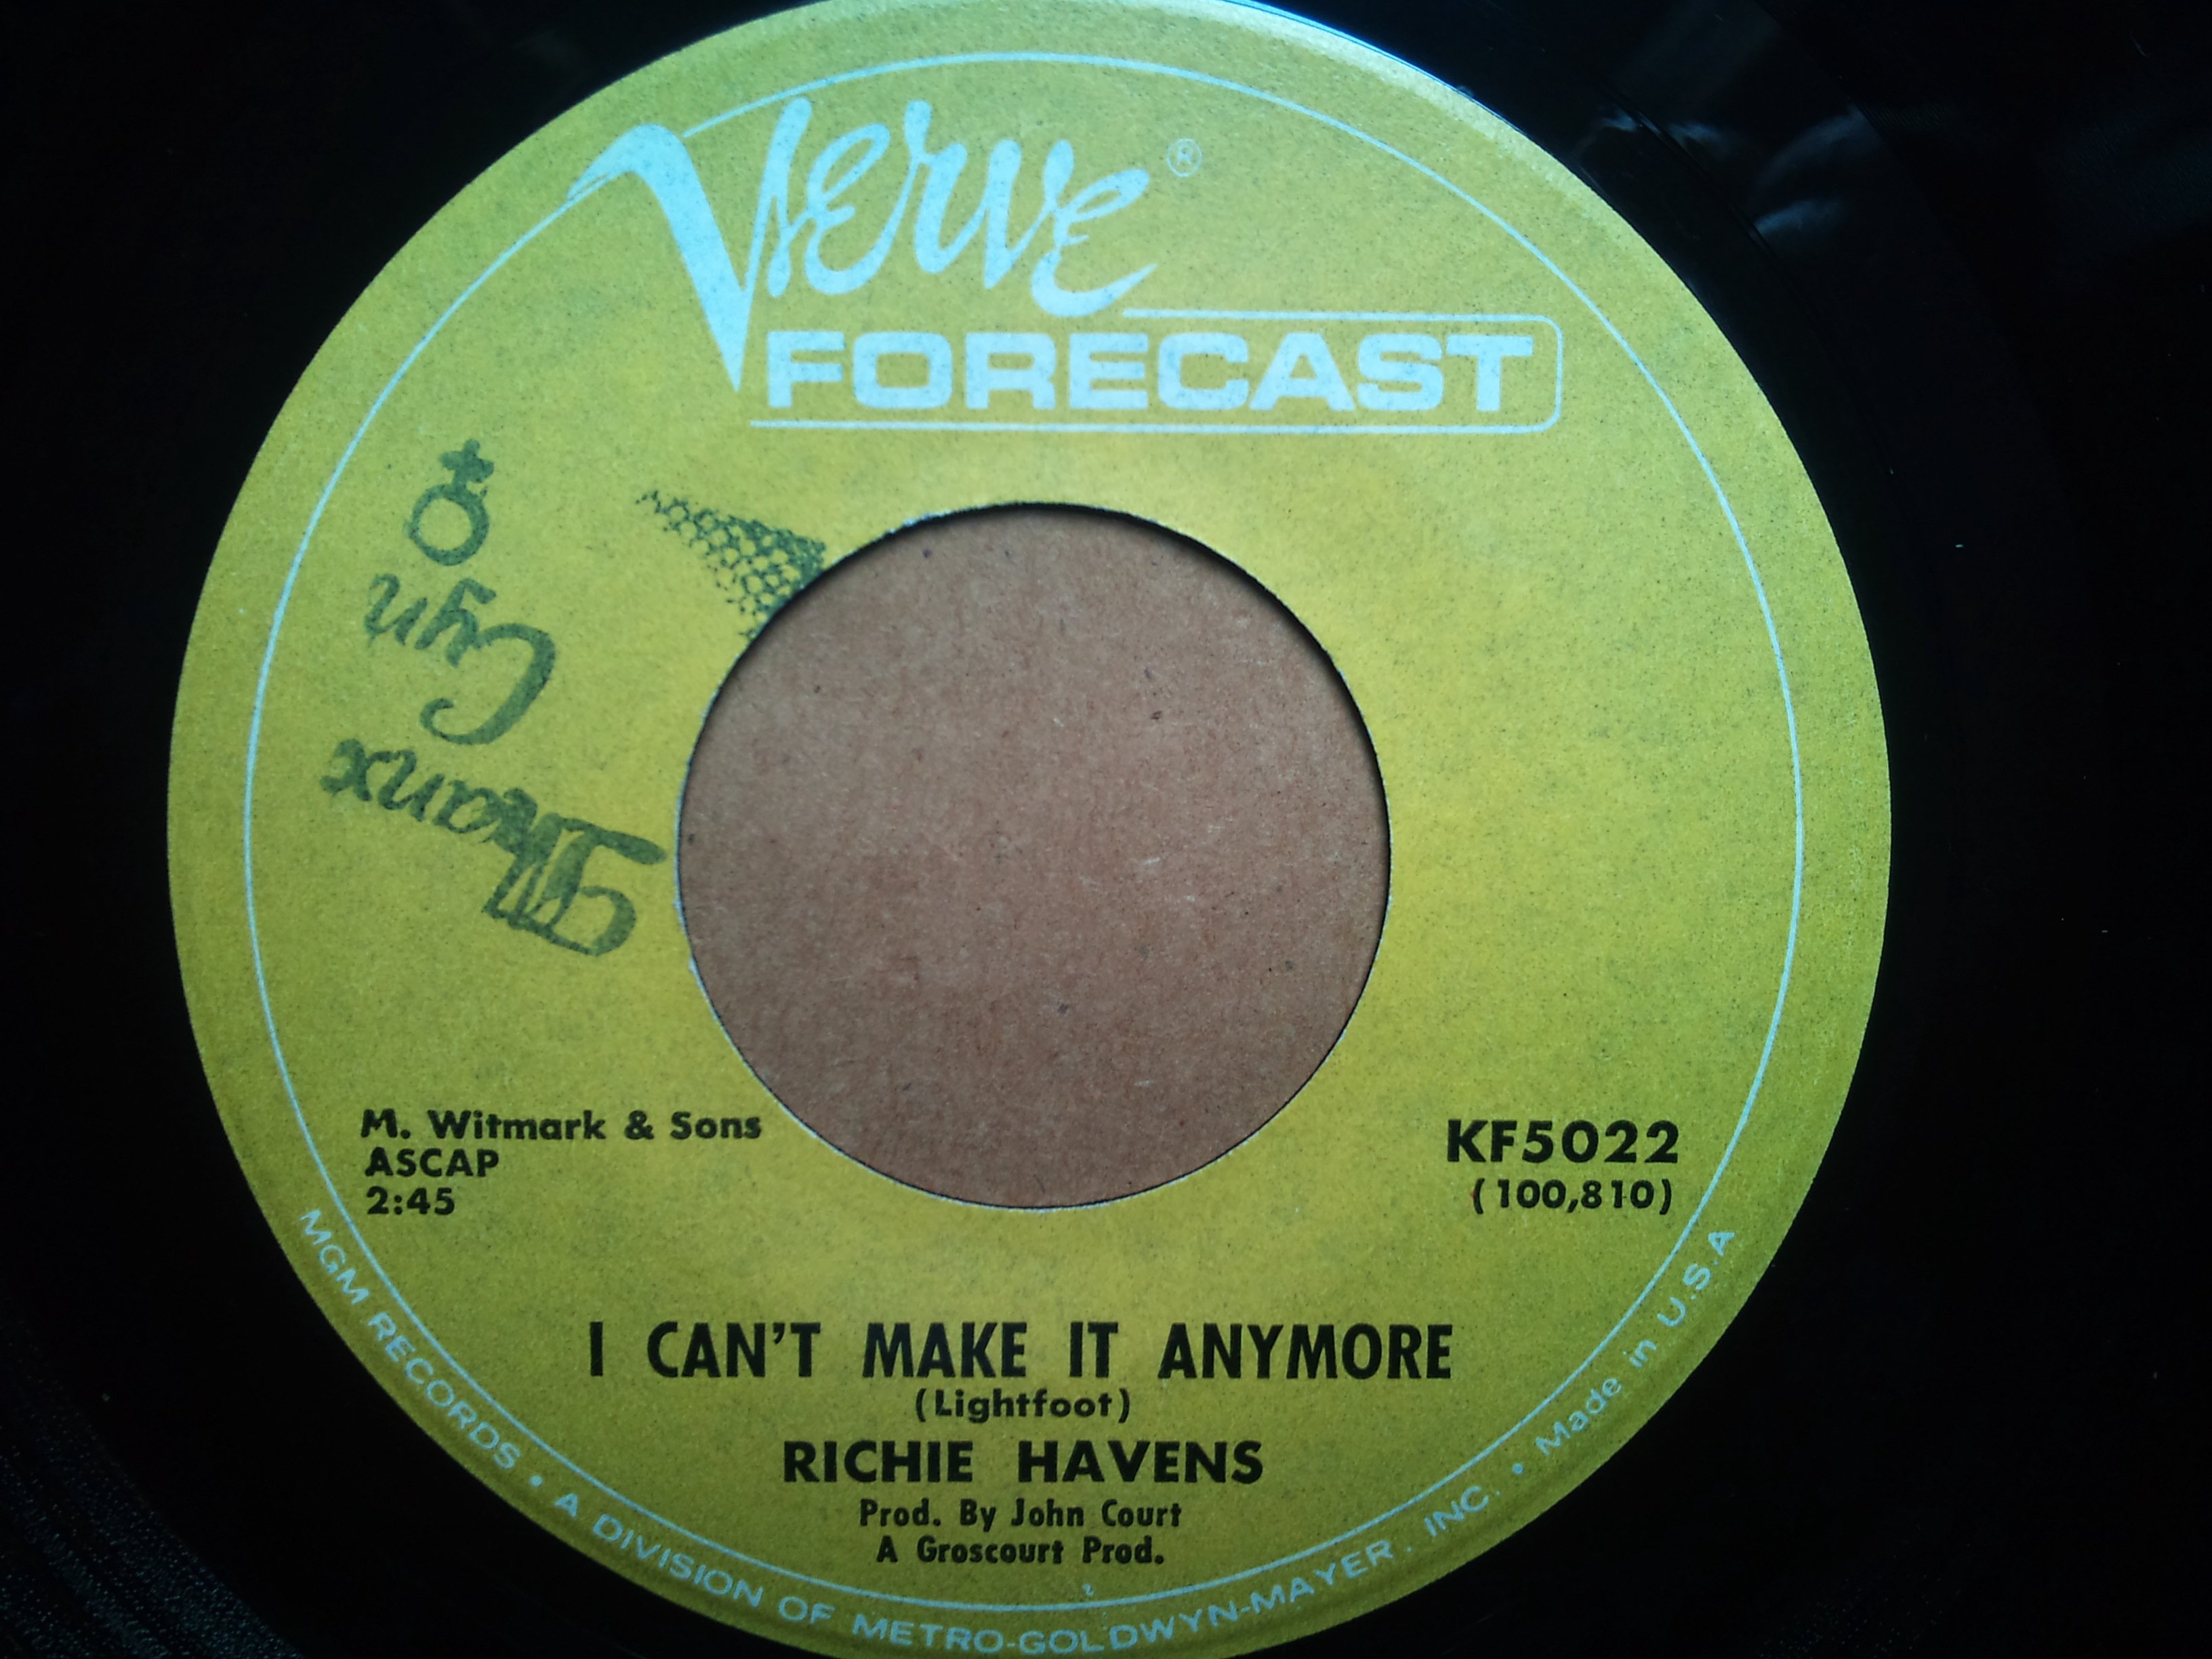 Verve ®
FORECAST
M. Witmark & Sons
ASCAP
2:45
KF5022
(100,810)
I CAN'T MAKE IT ANYMORE
(Lightfoot)
RICHIE HAVENS
Prod. By John Court
A Groscourt Prod.
MGM RECORDS • A DIVISION OF METRO-GOLDWYN-MAYER, INC. • Made in U.S.A